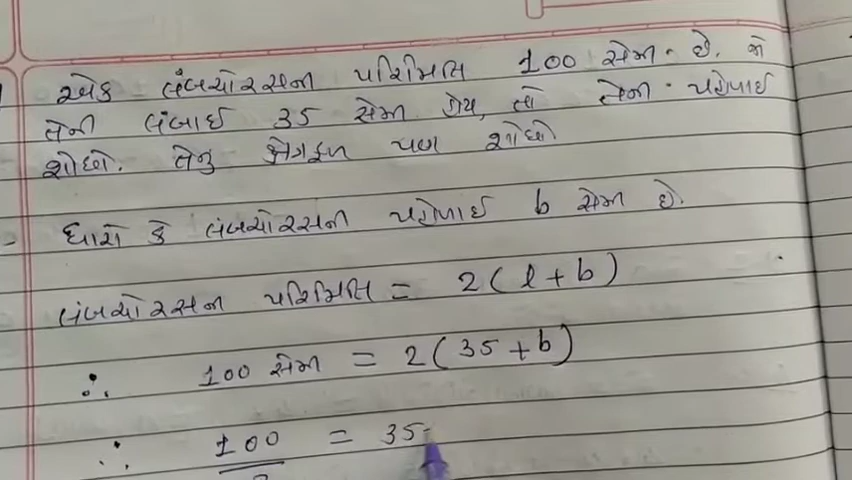 એક લંબચોરસની પરિમિતિ 100 સેમી. છે. જો
તેની લંબાઈ 35 સેમી હોય, તો તેની પહોળાઈ
શોધો. તેનું ક્ષેત્રફળ પણ શોધો
ધારો કે લંબચોરસની પહોળાઈ b સેમી છે.
લંબચોરસની પરિમિતિ = 2(l+b)
∴ 100 સેમી = 2(35+b)
∴ 100 = 35